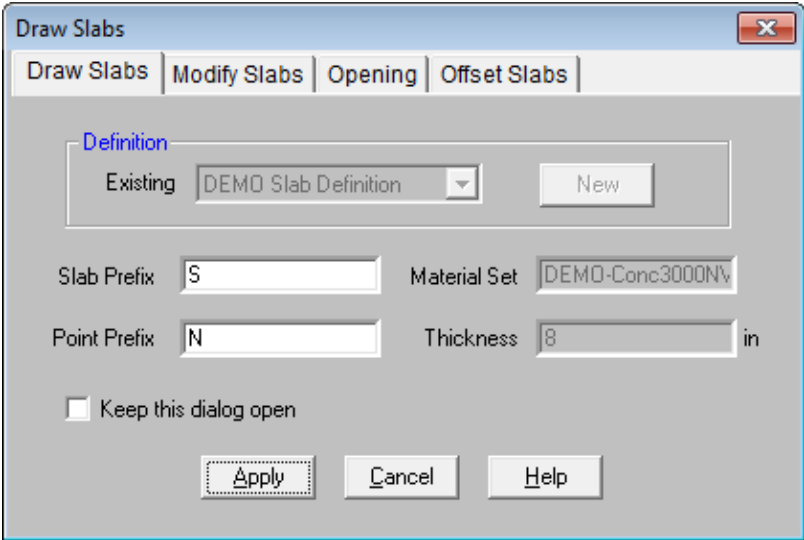 Draw Slabs
Draw Slabs Modify Slabs Opening Offset Slabs
Definition
Existing DEMO Slab Definition New
Slab Prefix S Material Set DEMO-Conc3000NV
Point Prefix N Thickness 8 in
Keep this dialog open
Apply Cancel Help